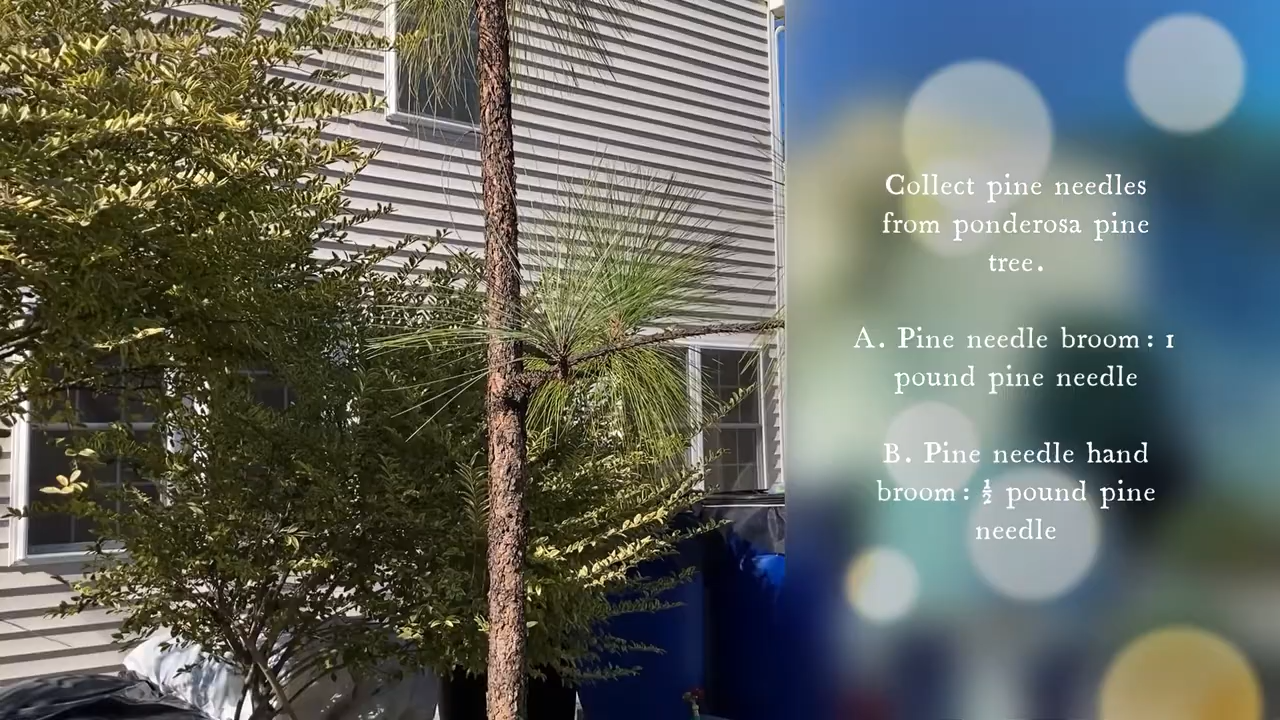 Collect pine needles
from ponderosa pine
tree.
A. Pine needle broom: 1
pound pine needle
B. Pine needle hand
broom: ½ pound pine
needle